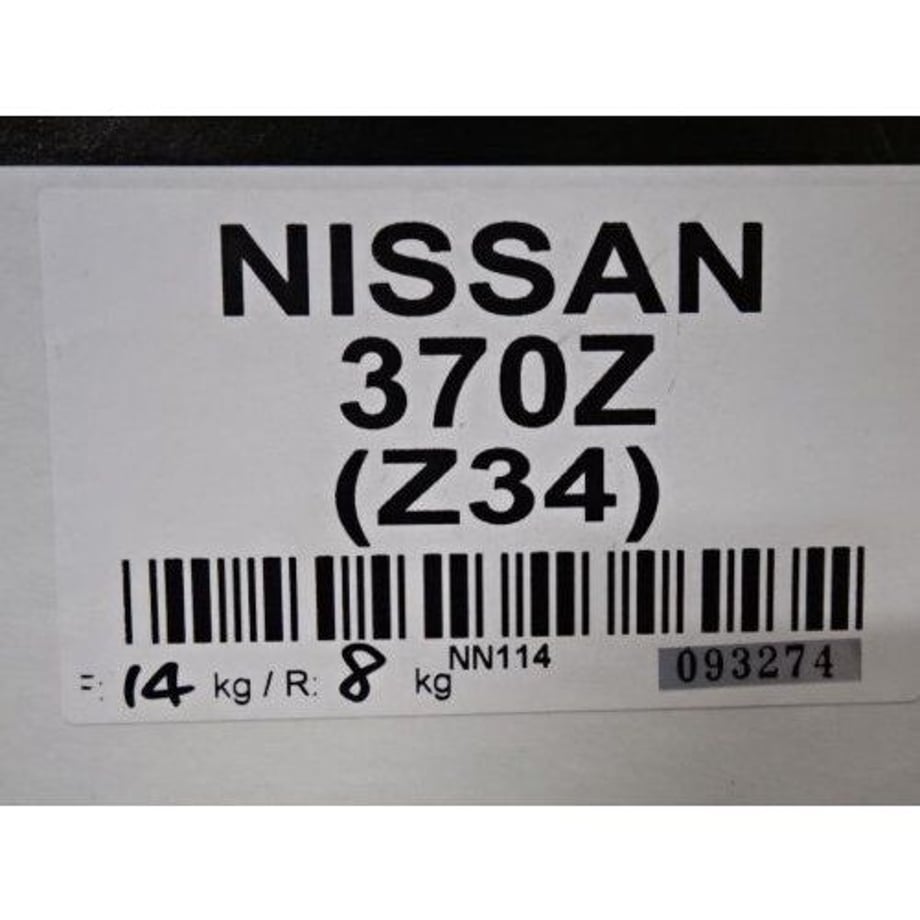 NISSAN
370Z
(Z34)
NN114
F: 14 kg / R: 8 kg
093274